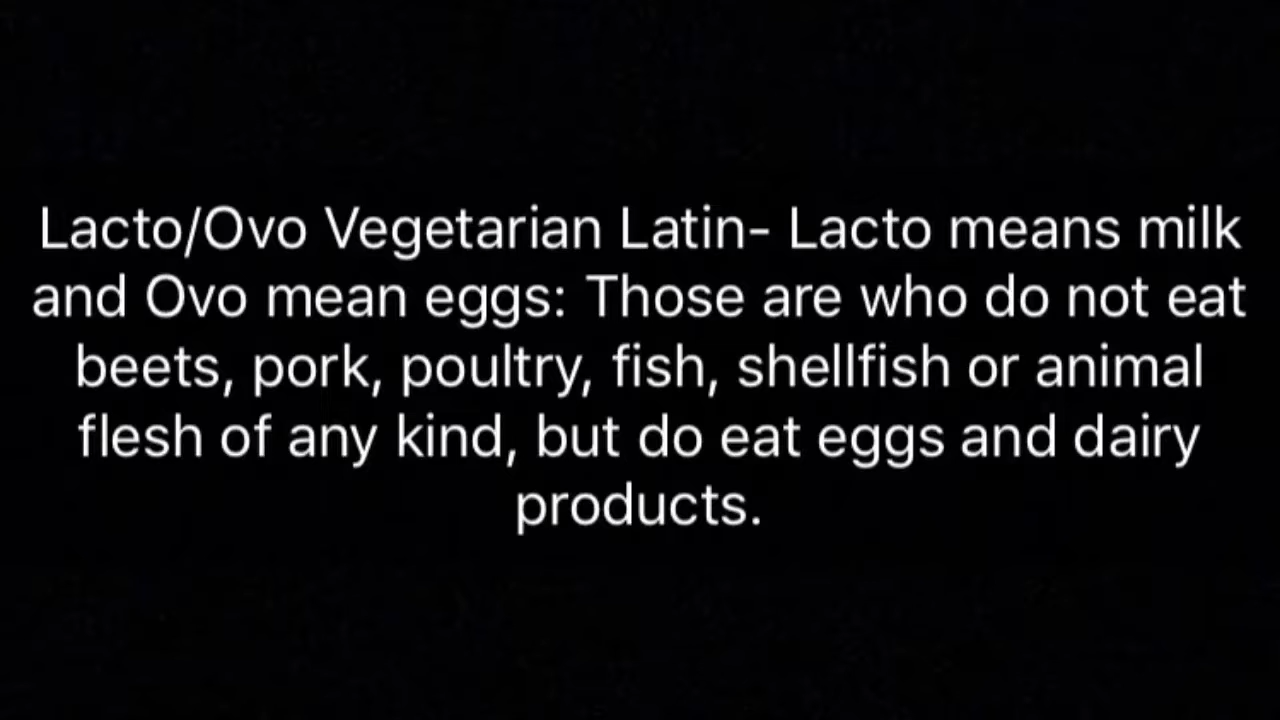 Lacto/Ovo Vegetarian Latin- Lacto means milk
and Ovo mean eggs: Those are who do not eat
beets, pork, poultry, fish, shellfish or animal
flesh of any kind, but do eat eggs and dairy
products.